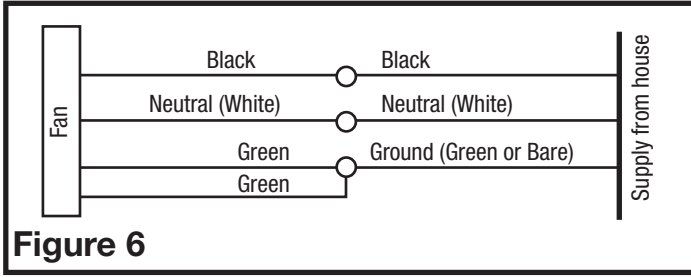 Black Black
Neutral (White) Neutral (White)
Green Ground (Green or Bare)
Green
Fan
Supply from house
Figure 6